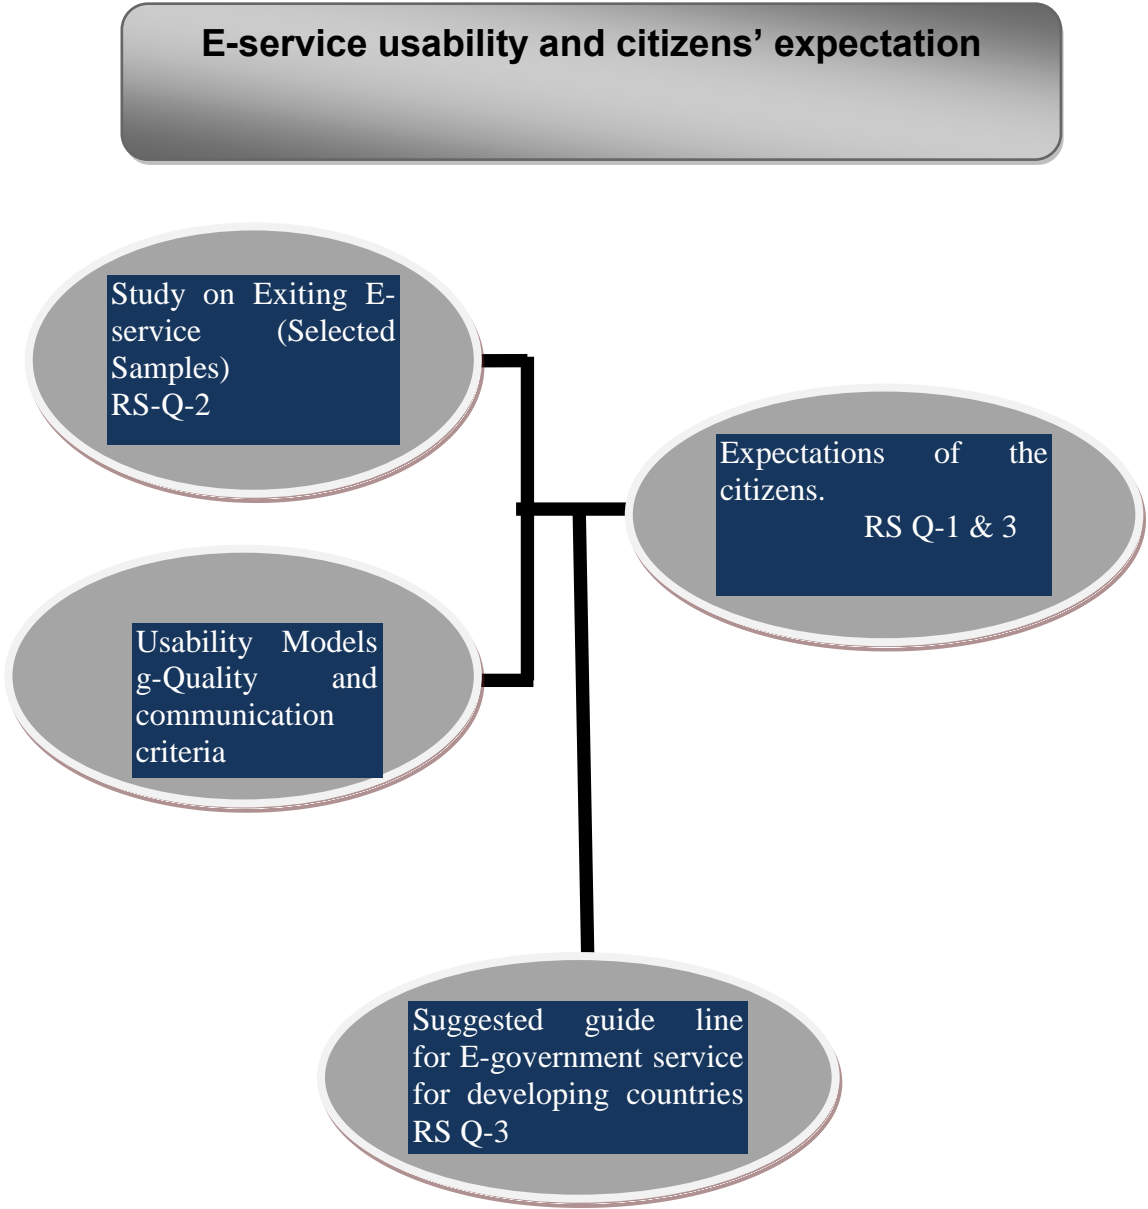 E-service usability and citizens’ expectation
Study on Exiting E-
service (Selected
Samples)
RS-Q-2
Expectations of the
citizens.
RS Q-1 & 3
Usability Models
g-Quality and
communication
criteria
Suggested guide line
for E-government service
for developing countries
RS Q-3